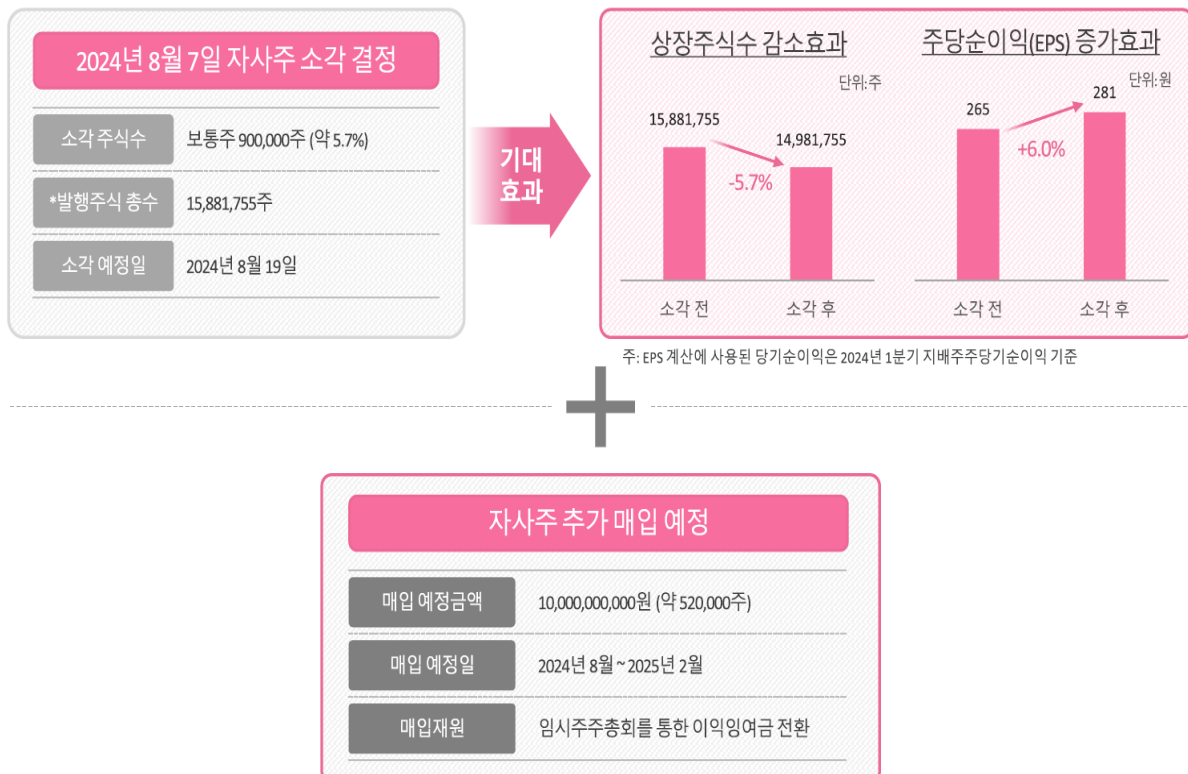 2024년 8월 7일 자사주 소각 결정
소각 주식수 보통주 900,000주 (약 5.7%)
*발행주식 총수 15,881,755주
소각 예정일 2024년 8월 19일
기대
효과
상장주식수 감소효과
단위:주
15,881,755
14,981,755
-5.7%
소각 전 소각 후
주당순이익(EPS) 증가효과
단위:원
265
281
+6.0%
소각 전 소각 후
주: EPS 계산에 사용된 당기순이익은 2024년 1분기 지배주주당기순이익 기준
자사주 추가 매입 예정
매입 예정금액 10,000,000,000원 (약 520,000주)
매입 예정일 2024년 8월 ~ 2025년 2월
매입재원 임시주주총회를 통한 이익잉여금 전환